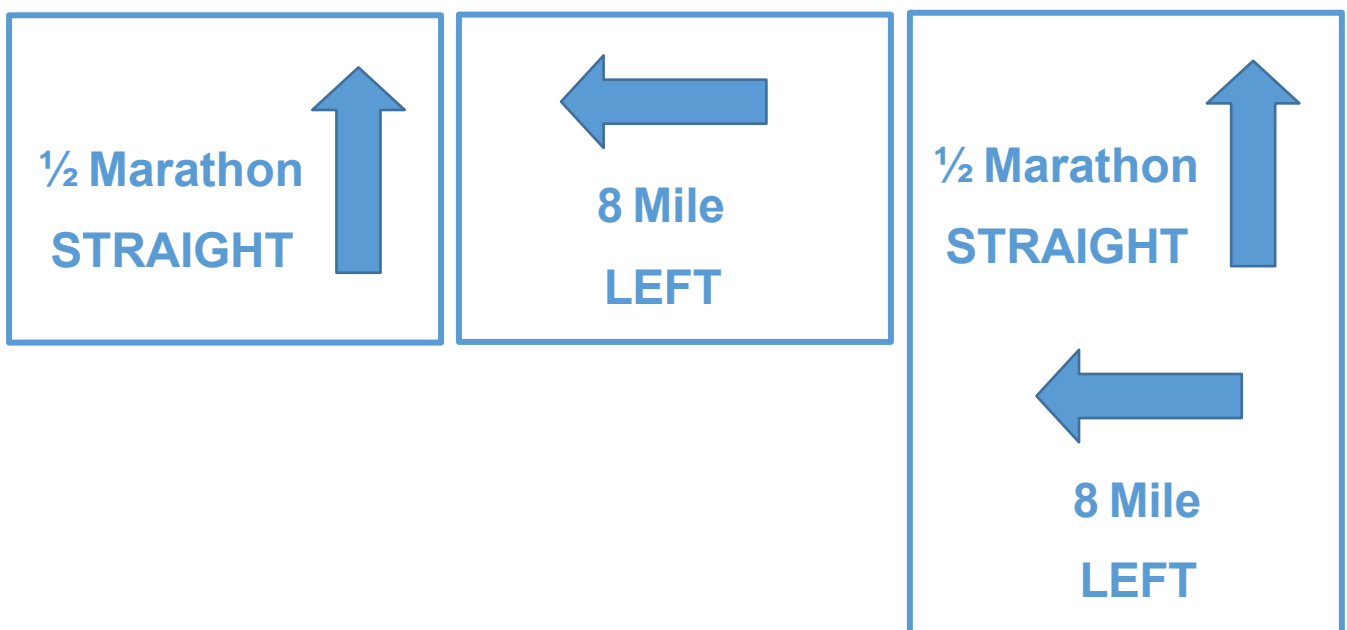 ½ Marathon
STRAIGHT
8 Mile
LEFT
½ Marathon
STRAIGHT
8 Mile
LEFT